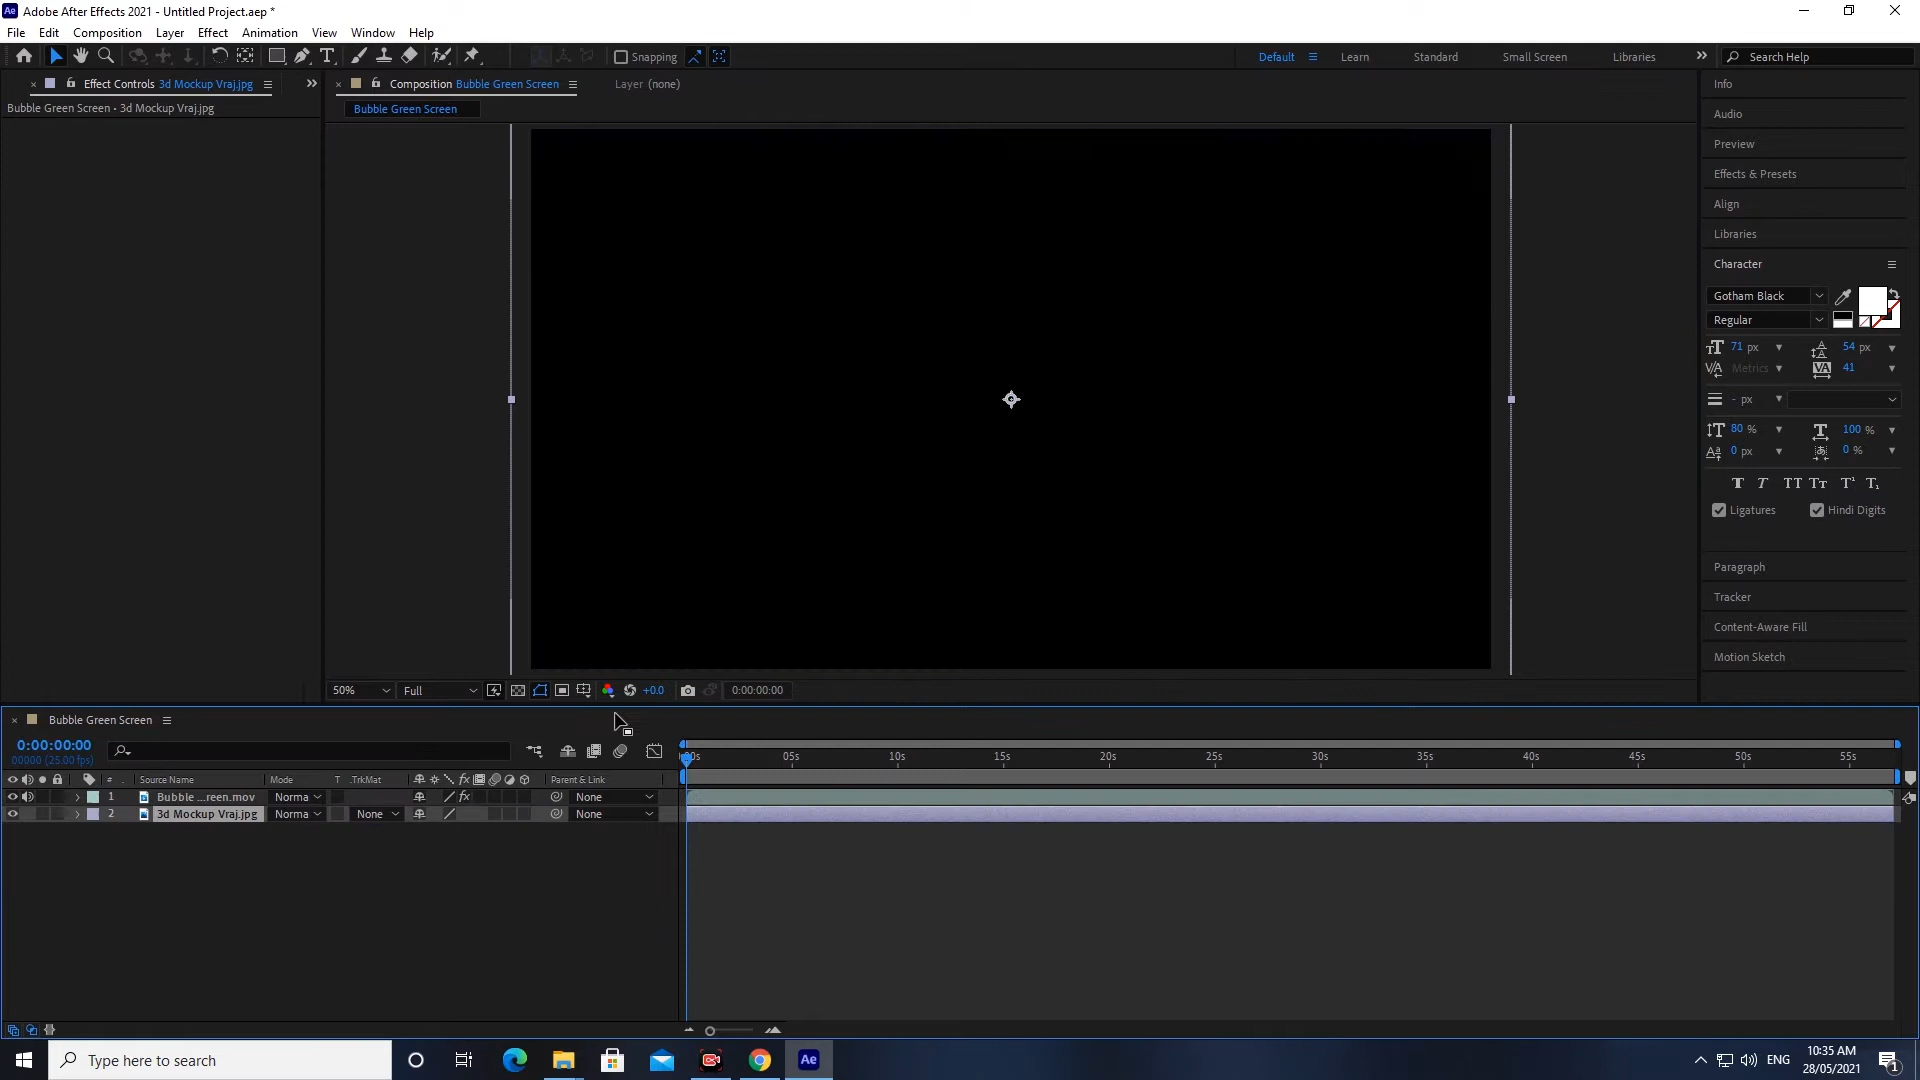 Adobe After Effects 2021 - Untitled Project.aep *
File Edit Composition Layer Effect Animation View Window Help
Snapping Default Learn Standard Small Screen Libraries Search Help
Effect Controls 3d Mockup Vraj.jpg
Composition Bubble Green Screen
Layer (none)
Bubble Green Screen • 3d Mockup Vraj.jpg
Bubble Green Screen
Info
Audio
Preview
Effects & Presets
Align
Libraries
Character
Gotham Black
Regular
71 px 54 px
Metrics 41
- px
80 % 100 %
0 px 0 %
Ligatures Hindi Digits
Paragraph
Tracker
Content-Aware Fill
Motion Sketch
50% Full +0.0 0:00:00:00
Bubble Green Screen
0:00:00:00
00000 (25.00 fps)
05s 10s 15s 20s 25s 30s 35s 40s 45s 50s 55s
# Source Name Mode T .TrkMat Parent & Link
1 Bubble ...reen.mov Norma None
2 3d Mockup Vraj.jpg Norma None None
Type here to search
Ae
ENG
10:35 AM
28/05/2021
1